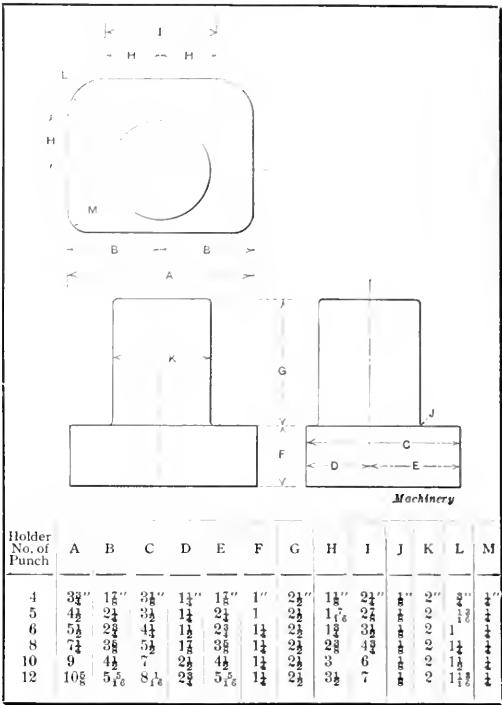 I
H H
L
H
M
B B
A
K
G
F
J
C
D E
Machinery
Holder No. of Punch A B C D E F G H I J K L M
4 3¾" 1⅞" 3⅛" 1¼" 1⅞" 1" 2½" 1⅛" 2¼" ⅛" 2" ¾" ¼"
5 4½ 2¼ 3½ 1¼ 2¼ 1 2½ 1 7/16 2⅞ ⅛ 2 13/16 ¼
6 5½ 2¾ 4¼ 1½ 2¾ 1¼ 2½ 1¾ 3½ ⅛ 2 1 ¼
8 7¼ 3⅝ 5½ 1⅞ 3⅝ 1¼ 2½ 2⅜ 4¾ ⅛ 2 1¼ ¼
10 9 4½ 7 2½ 4½ 1¼ 2½ 3 6 ⅛ 2 1½ ¼
12 10⅝ 5 5/16 8 1/16 2¾ 5 5/16 1¼ 2½ 3½ 7 ⅛ 2 1 13/16 ¼